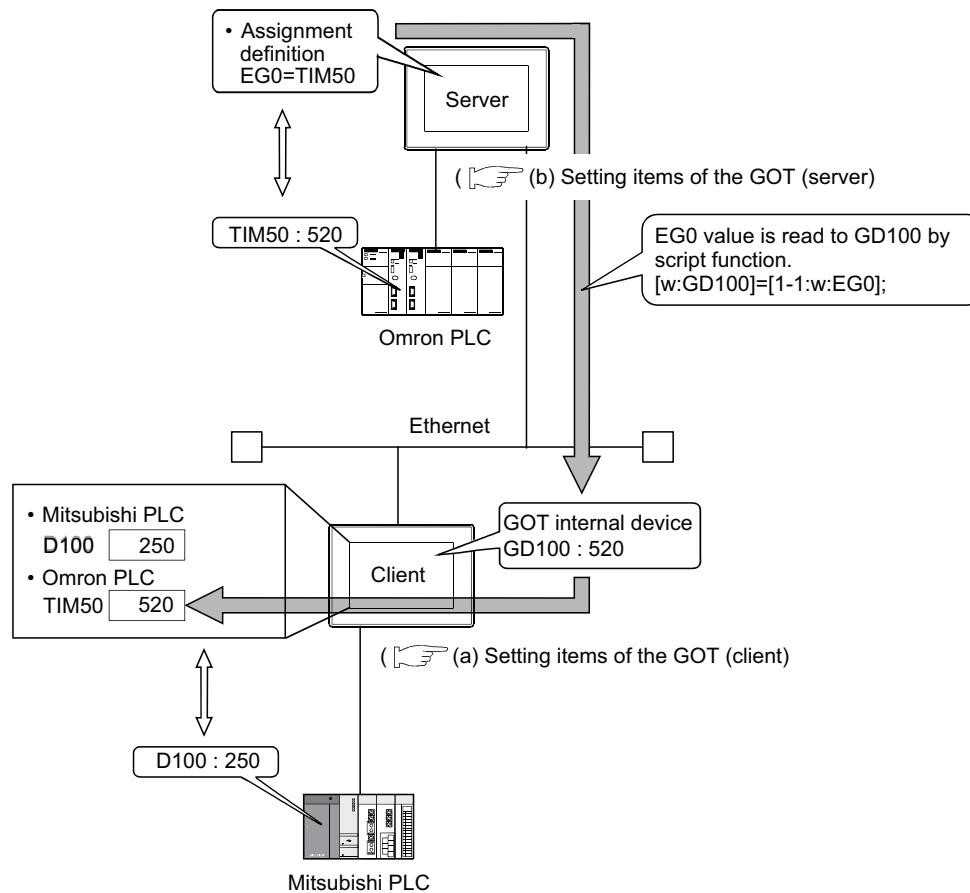 • Assignment
definition
EG0=TIM50
Server
( (b) Setting items of the GOT (server)
TIM50 : 520
EG0 value is read to GD100 by
script function.
[w:GD100]=[1-1:w:EG0];
Omron PLC
Ethernet
• Mitsubishi PLC
D100 250
• Omron PLC
TIM50 520
GOT internal device
GD100 : 520
Client
( (a) Setting items of the GOT (client)
D100 : 250
Mitsubishi PLC